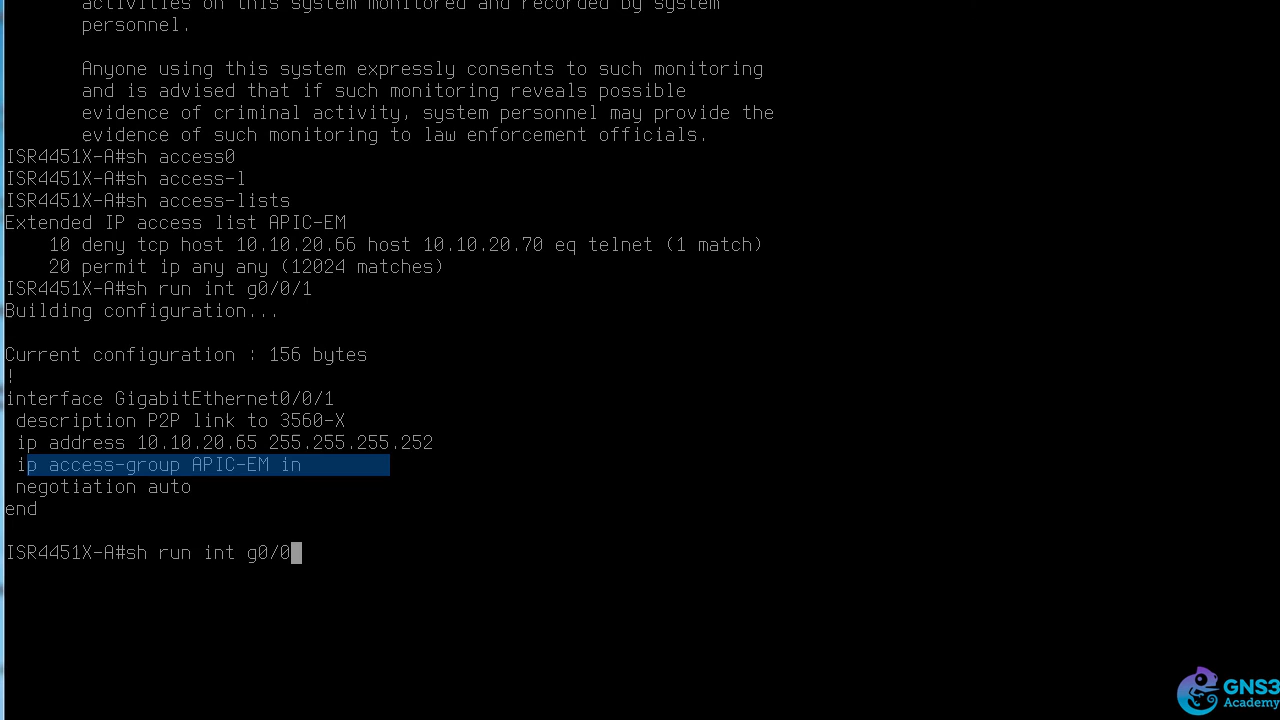 activities on this system monitored and recorded by system
personnel.
Anyone using this system expressly consents to such monitoring
and is advised that if such monitoring reveals possible
evidence of criminal activity, system personnel may provide the
evidence of such monitoring to law enforcement officials.
ISR4451X-A#sh access0
ISR4451X-A#sh access-l
ISR4451X-A#sh access-lists
Extended IP access list APIC-EM
10 deny tcp host 10.10.20.66 host 10.10.20.70 eq telnet (1 match)
20 permit ip any any (12024 matches)
ISR4451X-A#sh run int g0/0/1
Building configuration...
Current configuration : 156 bytes
!
interface GigabitEthernet0/0/1
description P2P link to 3560-X
ip address 10.10.20.65 255.255.255.252
ip access-group APIC-EM in
negotiation auto
end
ISR4451X-A#sh run int g0/0
GNS3
Academy